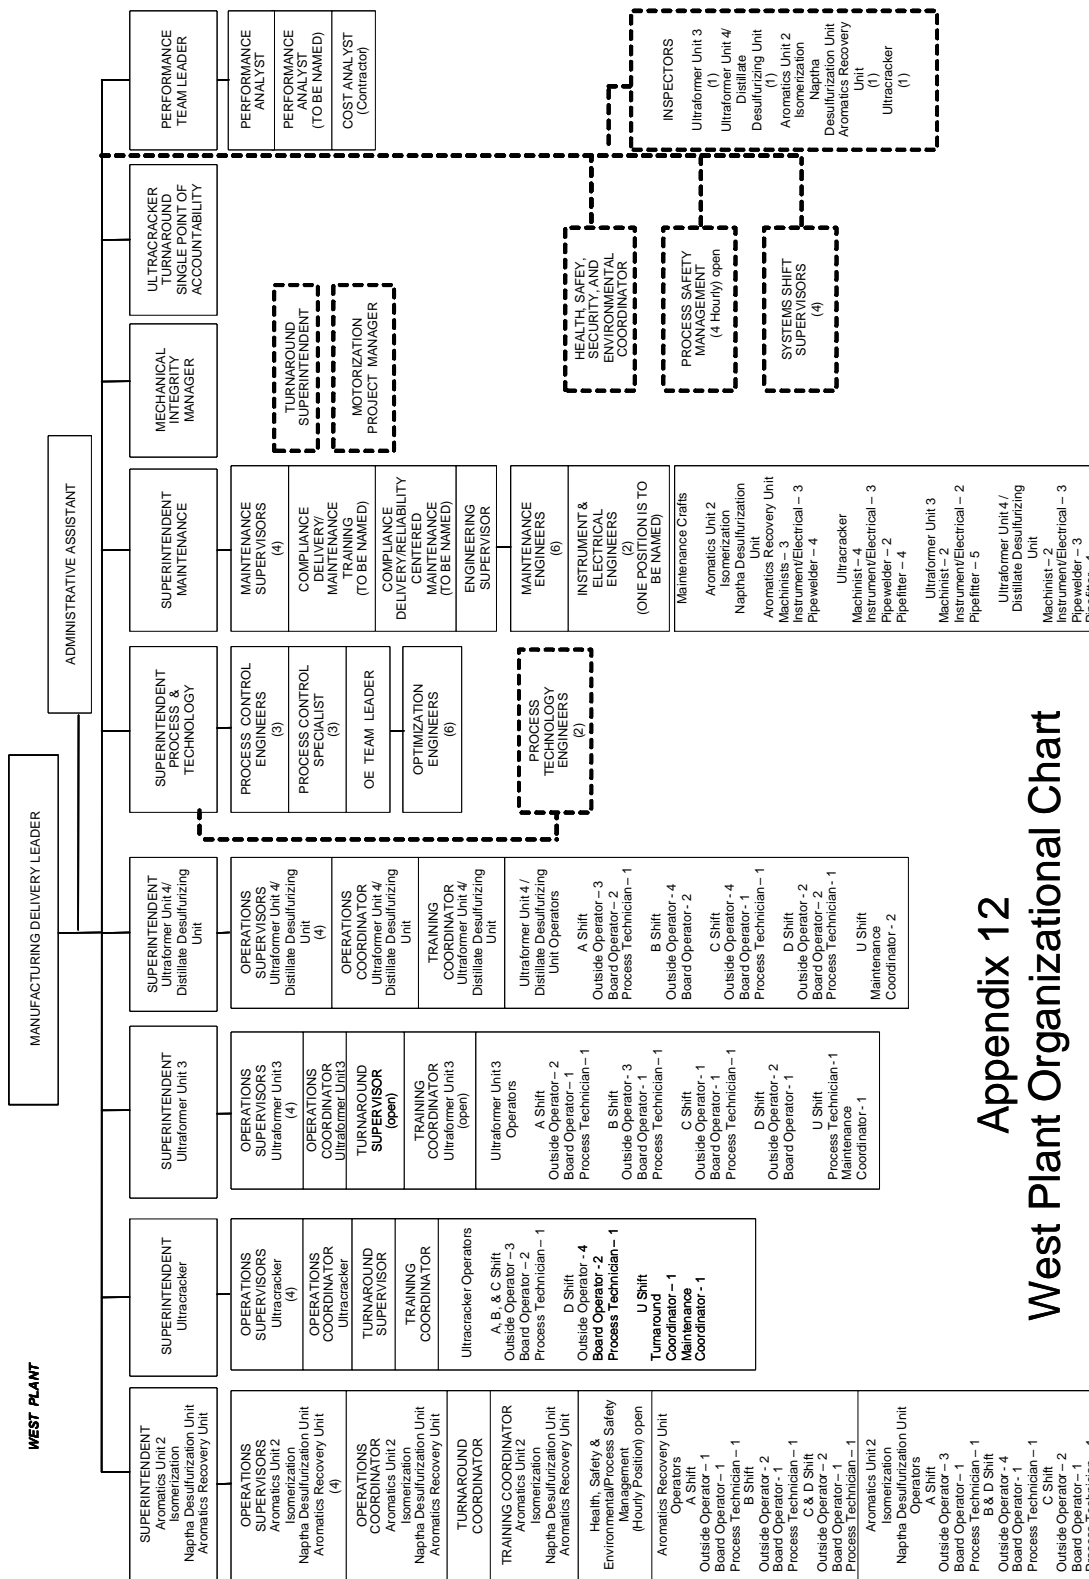 WEST PLANT
MANUFACTURING DELIVERY LEADER
ADMINISTRATIVE ASSISTANT
SUPERINTENDENT
Aromatics Unit 2
Isomerization
Naptha Desulfurization Unit
Aromatics Recovery Unit
OPERATIONS
SUPERVISORS
Aromatics Unit 2
Isomerization
Naptha Desulfurization Unit
Aromatics Recovery Unit
(4)
OPERATIONS
COORDINATOR
Aromatics Unit 2
Isomerization
Naptha Desulfurization Unit
Aromatics Recovery Unit
TURNAROUND
COORDINATOR
TRAINING COORDINATOR
Aromatics Unit 2
Isomerization
Naptha Desulfurization Unit
Aromatics Recovery Unit
Health, Safety &
Environmental/Process Safety
Management
(Hourly Position) open
Aromatics Recovery Unit
Operators
A Shift
Outside Operator – 1
Board Operator – 1
Process Technician – 1
B Shift
Outside Operator - 2
Board Operator - 1
Process Technician – 1
C & D Shift
Outside Operator – 2
Board Operator – 1
Process Technician – 1
Aromatics Unit 2
Isomerization
Naptha Desulfurization Unit
Operators
A Shift
Outside Operator – 3
Board Operator – 1
Process Technician – 1
B & D Shift
Outside Operator - 4
Board Operator - 1
Process Technician – 1
C Shift
Outside Operator – 2
Board Operator – 1
SUPERINTENDENT
Ultracracker
OPERATIONS
SUPERVISORS
Ultracracker
(4)
OPERATIONS
COORDINATOR
Ultracracker
TURNAROUND
SUPERVISOR
TRAINING
COORDINATOR
Ultracracker Operators
A, B, & C Shift
Outside Operator – 3
Board Operator – 2
Process Technician – 1
D Shift
Outside Operator - 4
Board Operator - 2
Process Technician – 1
U Shift
Turnaround
Coordinator – 1
Maintenance
Coordinator - 1
SUPERINTENDENT
Ultraformer Unit 3
OPERATIONS
SUPERVISORS
Ultraformer Unit 3
(4)
OPERATIONS
COORDINATOR
Ultraformer Unit 3
TURNAROUND
SUPERVISOR
(open)
TRAINING
COORDINATOR
Ultraformer Unit 3
(open)
Ultraformer Unit 3
Operators
A Shift
Outside Operator – 2
Board Operator – 1
Process Technician – 1
B Shift
Outside Operator - 3
Board Operator – 1
Process Technician – 1
C Shift
Outside Operator - 1
Board Operator - 1
Process Technician – 1
D Shift
Outside Operator - 2
Board Operator - 1
U Shift
Process Technician - 1
Maintenance
Coordinator - 1
SUPERINTENDENT
Ultraformer Unit 4/
Distillate Desulfurizing
Unit
OPERATIONS
SUPERVISORS
Ultraformer Unit 4/
Distillate Desulfurizing
Unit
(4)
OPERATIONS
COORDINATOR
Ultraformer Unit 4/
Distillate Desulfurizing
Unit
TRAINING
COORDINATOR
Ultraformer Unit 4/
Distillate Desulfurizing
Unit
Ultraformer Unit 4 /
Distillate Desulfurizing
Unit Operators
A Shift
Outside Operator – 3
Board Operator – 2
Process Technician – 1
B Shift
Outside Operator - 4
Board Operator - 2
C Shift
Outside Operator - 4
Board Operator - 1
Process Technician – 1
D Shift
Outside Operator - 2
Board Operator – 2
Process Technician - 1
U Shift
Maintenance
Coordinator - 2
SUPERINTENDENT
PROCESS &
TECHNOLOGY
PROCESS CONTROL
ENGINEERS
(3)
PROCESS CONTROL
SPECIALIST
(3)
OE TEAM LEADER
OPTIMIZATION
ENGINEERS
(6)
PROCESS
TECHNOLOGY
ENGINEERS
(2)
SUPERINTENDENT
MAINTENANCE
MAINTENANCE
SUPERVISORS
(4)
COMPLIANCE
DELIVERY/
MAINTENANCE
TRAINING
(TO BE NAMED)
COMPLIANCE
DELIVERY/RELIABILITY
CENTERED
MAINTENANCE
(TO BE NAMED)
ENGINEERING
SUPERVISOR
MAINTENANCE
ENGINEERS
(6)
INSTRUMENT &
ELECTRICAL
ENGINEERS
(2)
(ONE POSITION IS TO
BE NAMED)
Maintenance Crafts
Aromatics Unit 2
Isomerization
Naptha Desulfurization
Unit
Aromatics Recovery Unit
Machinists – 3
Instrument/Electrical – 3
Pipewelder – 4
Ultracracker
Machinist – 4
Instrument/Electrical – 3
Pipewelder – 2
Pipefitter – 4
Ultraformer Unit 3
Machinist – 2
Instrument/Electrical – 2
Pipefitter – 5
Ultraformer Unit 4 /
Distillate Desulfurizing
Unit
Machinist – 2
Instrument/Electrical – 3
Pipewelder – 3
MECHANICAL
INTEGRITY
MANAGER
TURNAROUND
SUPERINTENDENT
MOTORIZATION
PROJECT MANAGER
ULTRACRACKER
TURNAROUND
SINGLE POINT OF
ACCOUNTABILITY
HEALTH, SAFEY,
SECURITY, AND
ENVIRONMENTAL
COORDINATOR
PROCESS SAFETY
MANAGEMENT
(4 Hourly) open
SYSTEMS SHIFT
SUPERVISORS
(4)
PERFORMANCE
TEAM LEADER
PERFORMANCE
ANALYST
PERFORMANCE
ANALYST
(TO BE NAMED)
COST ANALYST
(Contractor)
INSPECTORS
Ultraformer Unit 3
(1)
Ultraformer Unit 4/
Distillate
Desulfurizing Unit
(1)
Aromatics Unit 2
Isomerization
Naptha
Desulfurization Unit
Aromatics Recovery
Unit
(1)
Ultracracker
(1)
Appendix 12
West Plant Organizational Chart